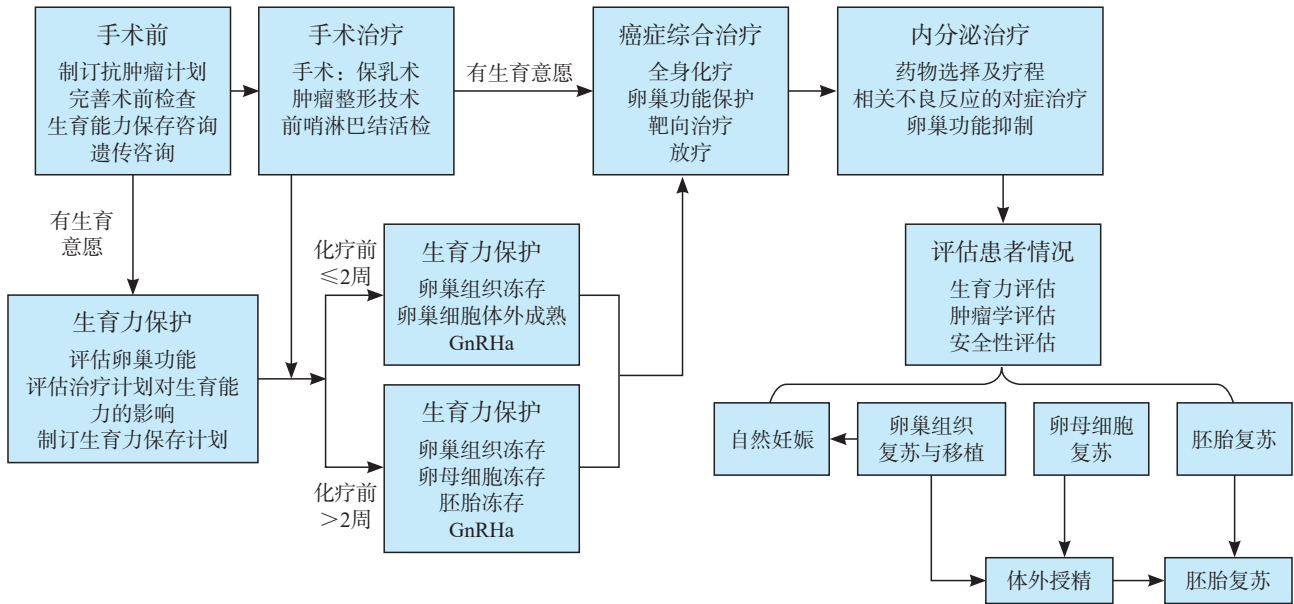 手术前
制订抗肿瘤计划
完善术前检查
生育能力保存咨询
遗传咨询
手术治疗
手术：保乳术
肿瘤整形技术
前哨淋巴结活检
有生育意愿
癌症综合治疗
全身化疗
卵巢功能保护
靶向治疗
放疗
内分泌治疗
药物选择及疗程
相关不良反应的对症治疗
卵巢功能抑制
有生育
意愿
生育力保护
评估卵巢功能
评估治疗计划对生育能
力的影响
制订生育力保存计划
化疗前
≤2周
生育力保护
卵巢组织冻存
卵巢细胞体外成熟
GnRHa
化疗前
＞2周
生育力保护
卵巢组织冻存
卵母细胞冻存
胚胎冻存
GnRHa
评估患者情况
生育力评估
肿瘤学评估
安全性评估
自然妊娠
卵巢组织
复苏与移植
卵母细胞
复苏
胚胎复苏
体外授精
胚胎复苏